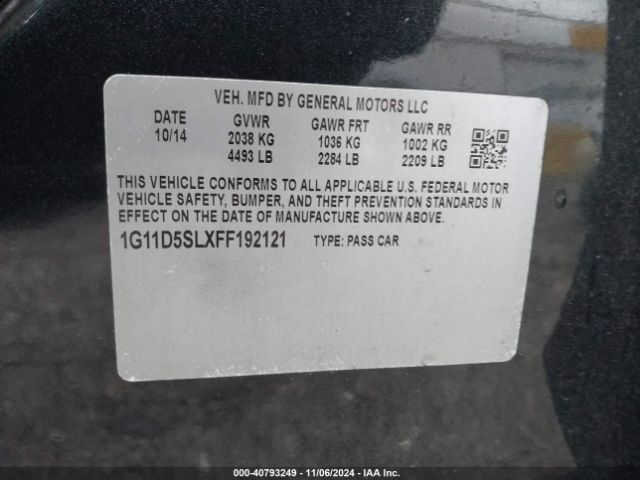 VEH. MFD BY GENERAL MOTORS LLC
DATE GVWR GAWR FRT GAWR RR
10/14 2038 KG 1036 KG 1002 KG
4493 LB 2284 LB 2209 LB
THIS VEHICLE CONFORMS TO ALL APPLICABLE U.S. FEDERAL MOTOR
VEHICLE SAFETY, BUMPER, AND THEFT PREVENTION STANDARDS IN
EFFECT ON THE DATE OF MANUFACTURE SHOWN ABOVE.
1G11D5SLXFF192121 TYPE: PASS CAR
000-40793249 - 11/06/2024 - IAA Inc.